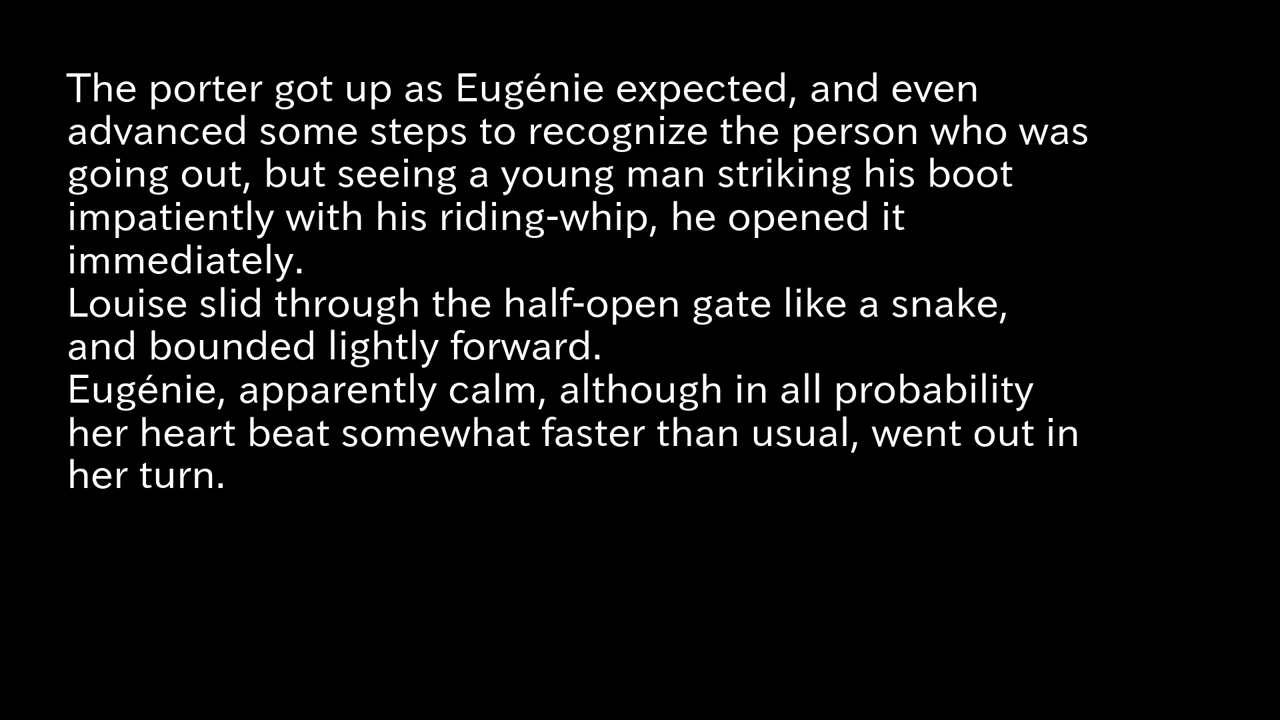 The porter got up as Eugénie expected, and even
advanced some steps to recognize the person who was
going out, but seeing a young man striking his boot
impatiently with his riding-whip, he opened it
immediately.
Louise slid through the half-open gate like a snake,
and bounded lightly forward.
Eugénie, apparently calm, although in all probability
her heart beat somewhat faster than usual, went out in
her turn.